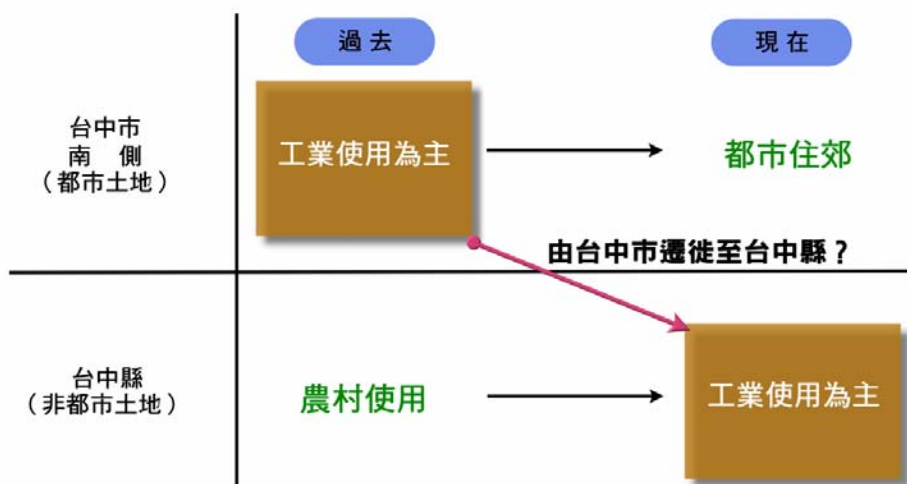 過去
現在
台中市
南側
（都市土地）
工業使用為主
都市住郊
由台中市遷徙至台中縣？
台中縣
（非都市土地）
農村使用
工業使用為主